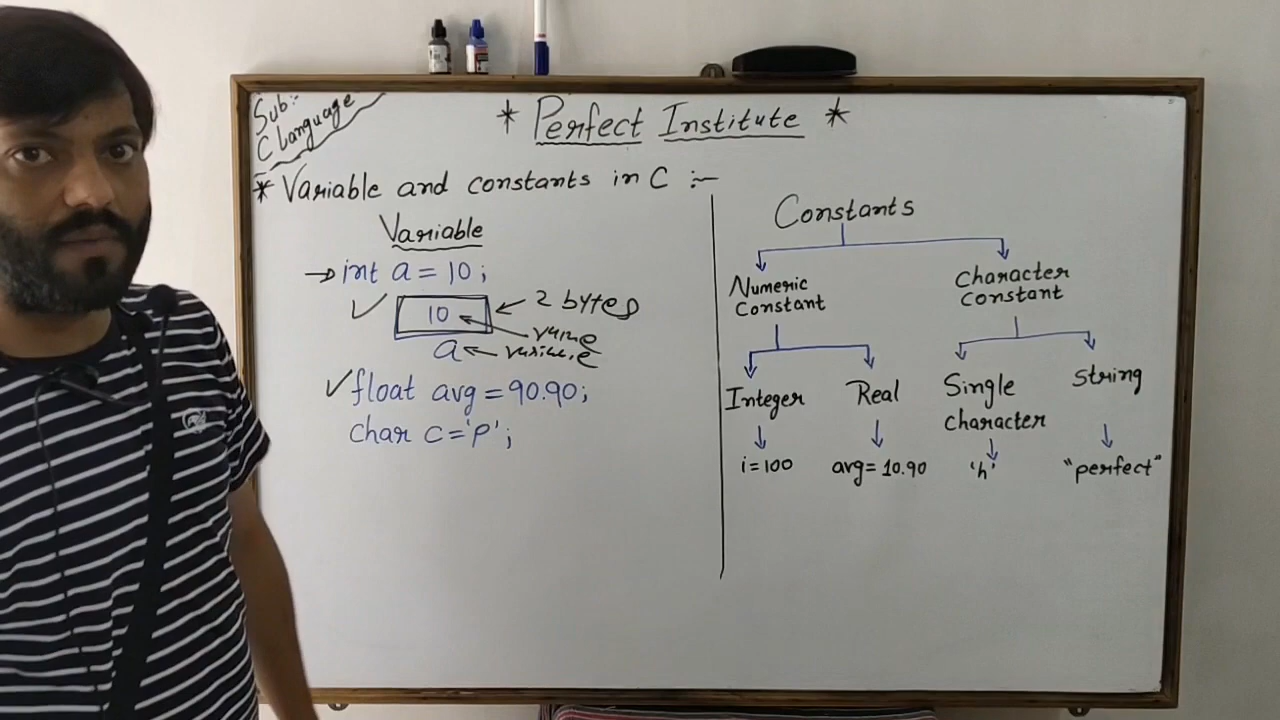 Sub:-
C language
* Perfect Institute *
* Variable and constants in C :-
Variable
→ int a = 10;
✓ 10 ← 2 bytes
a
✓ float avg = 90.90;
char c='P';
Constants
Numeric
Constant
Character
Constant
Integer
Real
Single
character
String
i=100
avg=10.90
'h'
"perfect"